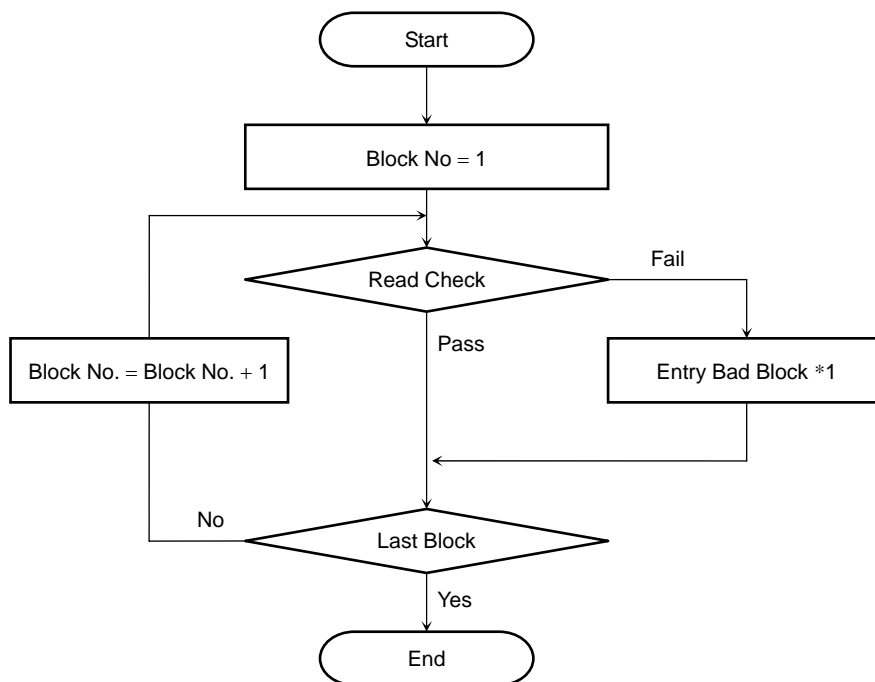 Start
Block No = 1
Read Check
Fail
Pass
Block No. = Block No. + 1
Entry Bad Block *1
No
Last Block
Yes
End